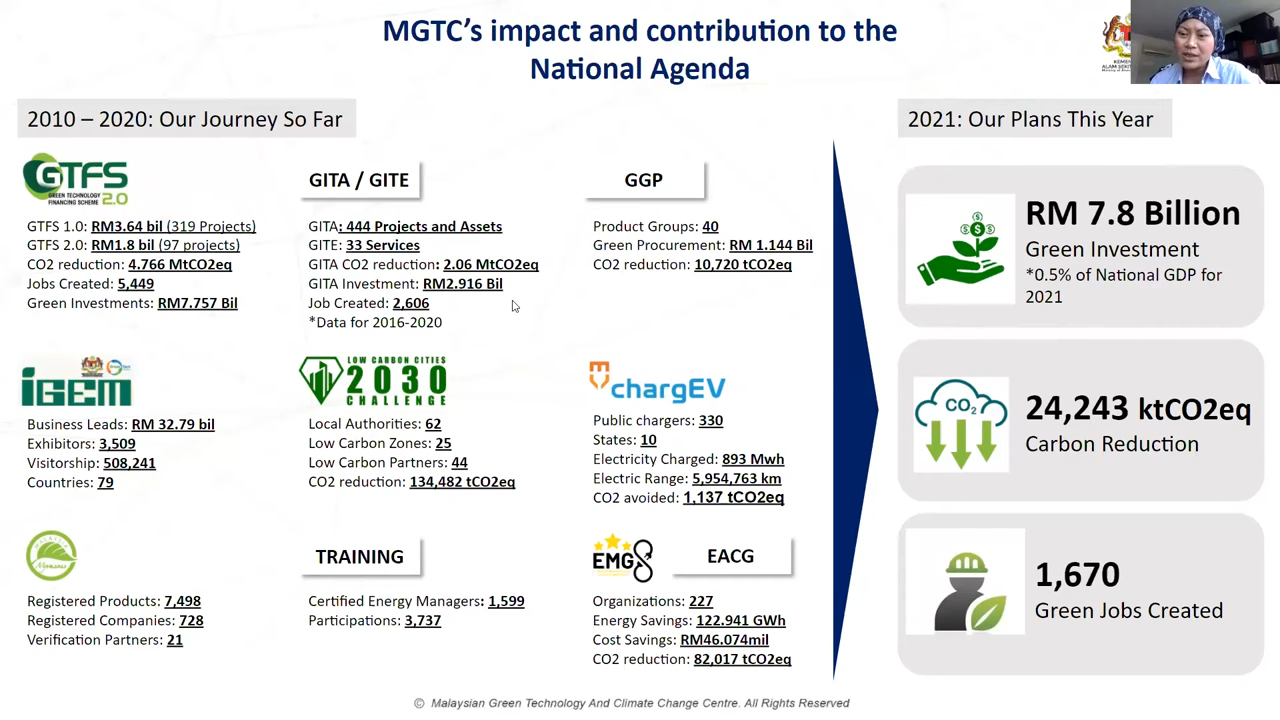 MGTC's impact and contribution to the
National Agenda
2010 – 2020: Our Journey So Far
GTFS
GREEN TECHNOLOGY
FINANCING SCHEME 2.0
GTFS 1.0: RM3.64 bil (319 Projects)
GTFS 2.0: RM1.8 bil (97 projects)
CO2 reduction: 4.766 MtCO2eq
Jobs Created: 5,449
Green Investments: RM7.757 Bil
GITA / GITE
GITA: 444 Projects and Assets
GITE: 33 Services
GITA CO2 reduction: 2.06 MtCO2eq
GITA Investment: RM2.916 Bil
Job Created: 2,606
*Data for 2016-2020
GGP
Product Groups: 40
Green Procurement: RM 1.144 Bil
CO2 reduction: 10,720 tCO2eq
iGEM
Business Leads: RM 32.79 bil
Exhibitors: 3,509
Visitorship: 508,241
Countries: 79
LOW CARBON CITIES
2030
CHALLENGE
Local Authorities: 62
Low Carbon Zones: 25
Low Carbon Partners: 44
CO2 reduction: 134,482 tCO2eq
chargEV
Public chargers: 330
States: 10
Electricity Charged: 893 Mwh
Electric Range: 5,954,763 km
CO2 avoided: 1,137 tCO2eq
Registered Products: 7,498
Registered Companies: 728
Verification Partners: 21
TRAINING
Certified Energy Managers: 1,599
Participations: 3,737
EMG
EACG
Organizations: 227
Energy Savings: 122.941 GWh
Cost Savings: RM46.074mil
CO2 reduction: 82,017 tCO2eq
2021: Our Plans This Year
RM 7.8 Billion
Green Investment
*0.5% of National GDP for
2021
CO2
24,243 ktCO2eq
Carbon Reduction
1,670
Green Jobs Created
© Malaysian Green Technology And Climate Change Centre. All Rights Reserved